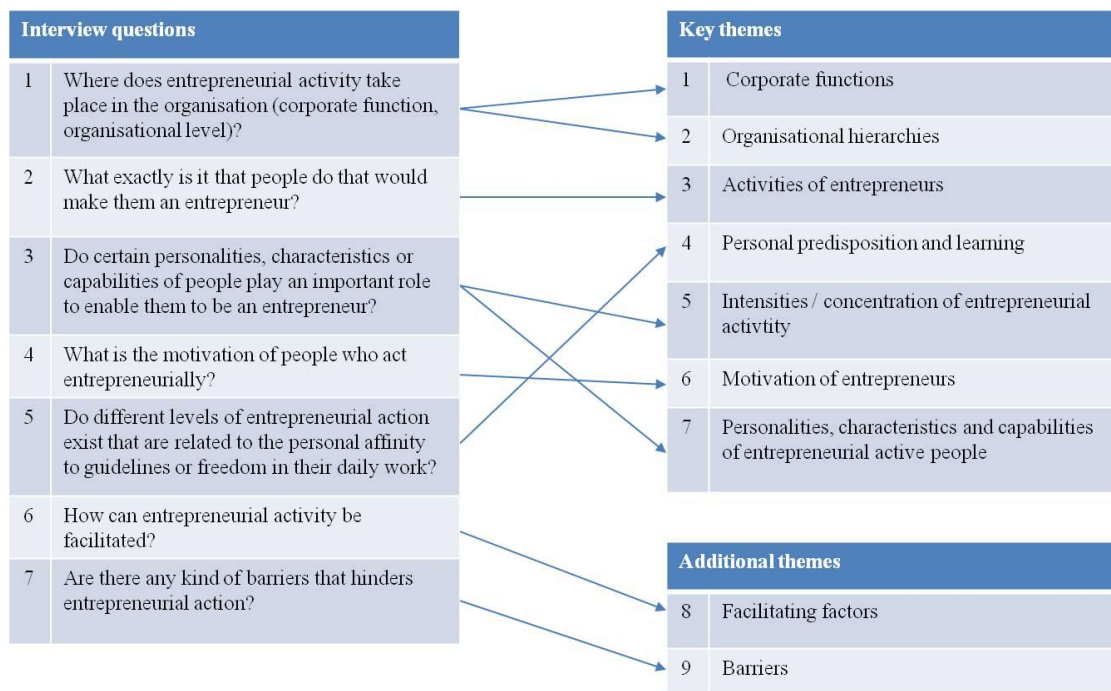 Interview questions
1 Where does entrepreneurial activity take
place in the organisation (corporate function,
organisational level)?
2 What exactly is it that people do that would
make them an entrepreneur?
3 Do certain personalities, characteristics or
capabilities of people play an important role
to enable them to be an entrepreneur?
4 What is the motivation of people who act
entrepreneurially?
5 Do different levels of entrepreneurial action
exist that are related to the personal affinity
to guidelines or freedom in their daily work?
6 How can entrepreneurial activity be
facilitated?
7 Are there any kind of barriers that hinders
entrepreneurial action?
Key themes
1 Corporate functions
2 Organisational hierarchies
3 Activities of entrepreneurs
4 Personal predisposition and learning
5 Intensities / concentration of entrepreneurial
activtity
6 Motivation of entrepreneurs
7 Personalities, characteristics and capabilities
of entrepreneurial active people
Additional themes
8 Facilitating factors
9 Barriers